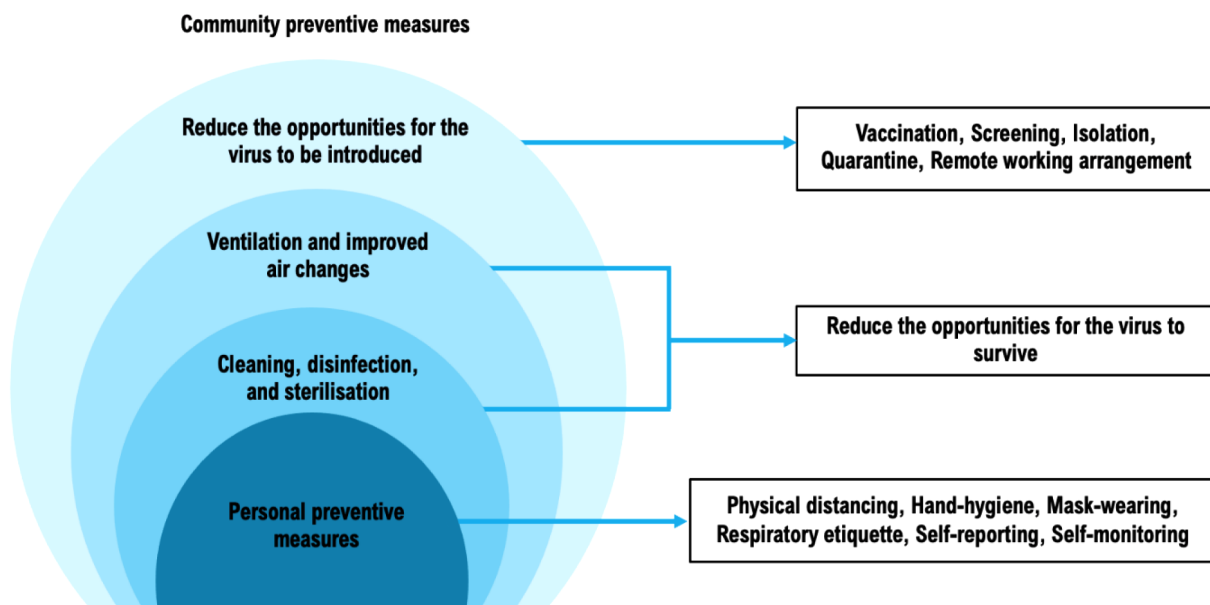 Community preventive measures
Reduce the opportunities for the
virus to be introduced
Vaccination, Screening, Isolation,
Quarantine, Remote working arrangement
Ventilation and improved
air changes
Reduce the opportunities for the virus to
survive
Cleaning, disinfection,
and sterilisation
Personal preventive
measures
Physical distancing, Hand-hygiene, Mask-wearing,
Respiratory etiquette, Self-reporting, Self-monitoring